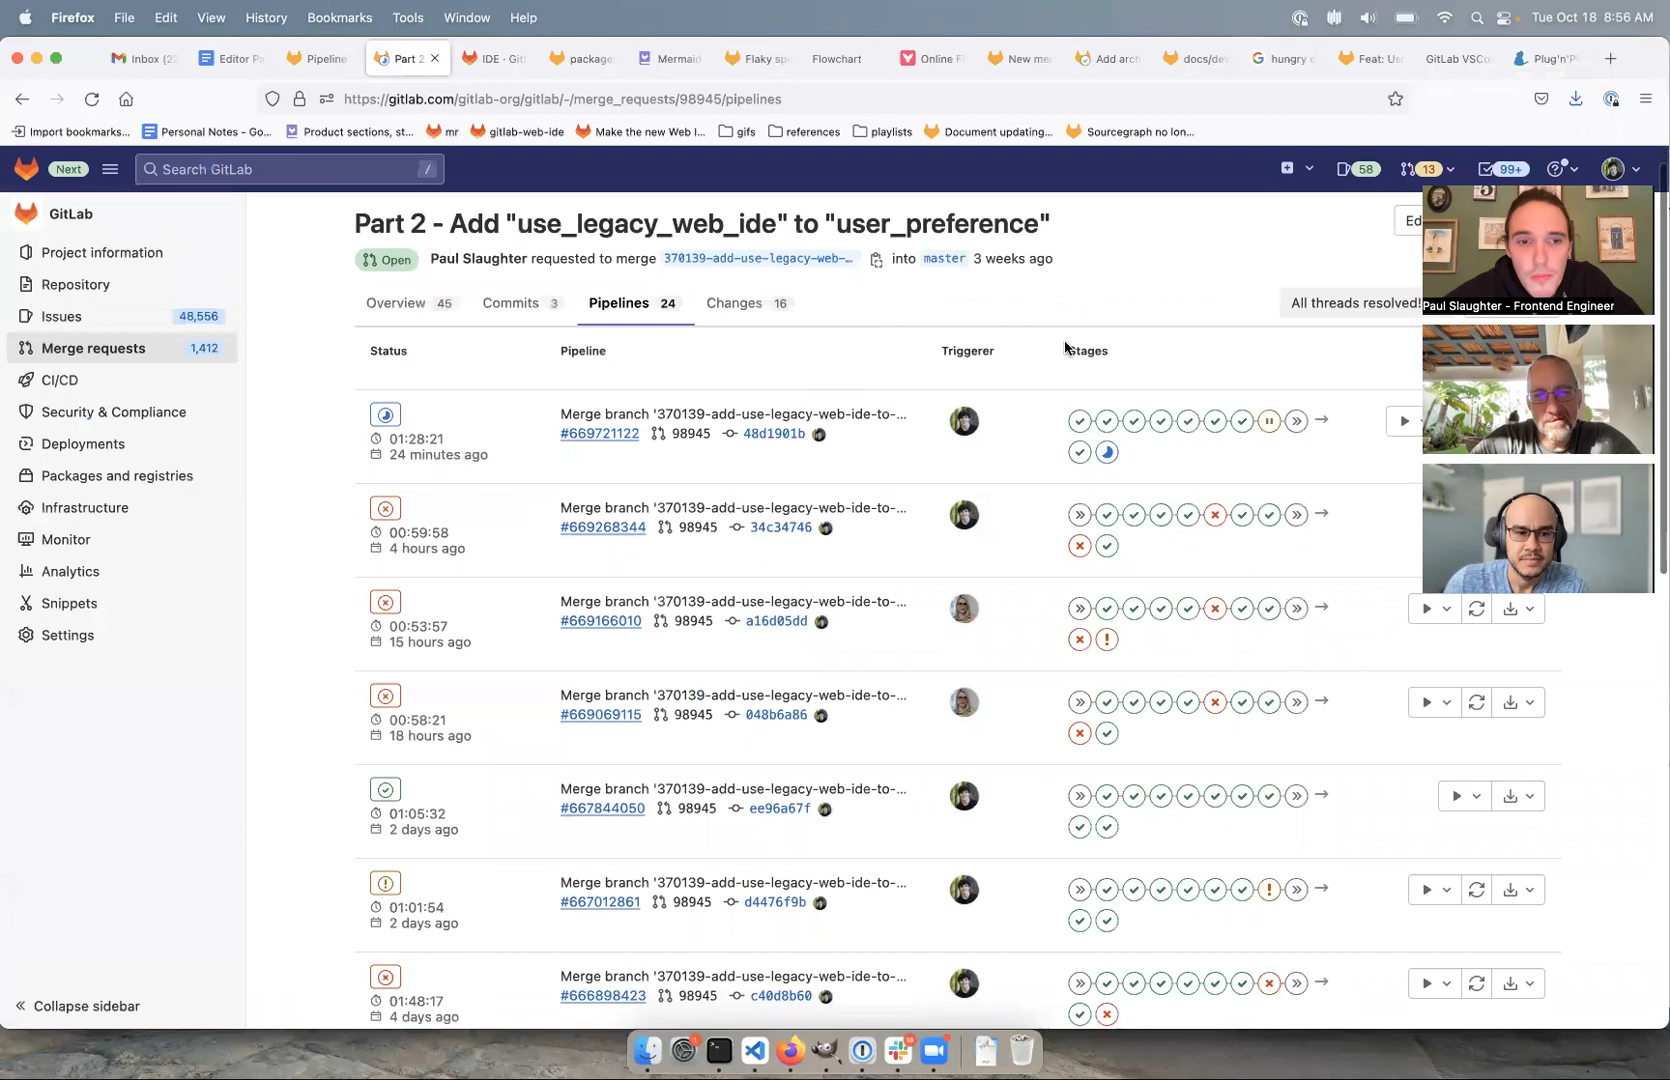 Firefox File Edit View History Bookmarks Tools Window Help Tue Oct 18 8:56 AM
Inbox (2 Editor Pa Pipeline Part 2 IDE · Git package Mermaid Flaky sp Flowchart Online F New me Add arch docs/dev hungry c Feat: Us GitLab VSCo Plug'n'Pl
https://gitlab.com/gitlab-org/gitlab/-/merge_requests/98945/pipelines
Import bookmarks... Personal Notes - Go... Product sections, st... mr gitlab-web-ide Make the new Web I... gifs references playlists Document updating... Sourcegraph no lon...
Next Search GitLab / 58 13 99+
GitLab
Project information
Repository
Issues 48,556
Merge requests 1,412
CI/CD
Security & Compliance
Deployments
Packages and registries
Infrastructure
Monitor
Analytics
Snippets
Settings
Collapse sidebar
Part 2 - Add "use_legacy_web_ide" to "user_preference"
Ed
Open Paul Slaughter requested to merge 370139-add-use-legacy-web-… into master 3 weeks ago
Overview 45 Commits 3 Pipelines 24 Changes 16 All threads resolved!
Paul Slaughter - Frontend Engineer
Status Pipeline Triggerer Stages
Merge branch '370139-add-use-legacy-web-ide-to-...
#669721122 98945 48d1901b
01:28:21
24 minutes ago
Merge branch '370139-add-use-legacy-web-ide-to-...
#669268344 98945 34c34746
00:59:58
4 hours ago
Merge branch '370139-add-use-legacy-web-ide-to-...
#669166010 98945 a16d05dd
00:53:57
15 hours ago
Merge branch '370139-add-use-legacy-web-ide-to-...
#669069115 98945 048b6a86
00:58:21
18 hours ago
Merge branch '370139-add-use-legacy-web-ide-to-...
#667844050 98945 ee96a67f
01:05:32
2 days ago
Merge branch '370139-add-use-legacy-web-ide-to-...
#667012861 98945 d4476f9b
01:01:54
2 days ago
Merge branch '370139-add-use-legacy-web-ide-to-...
#666898423 98945 c40d8b60
01:48:17
4 days ago